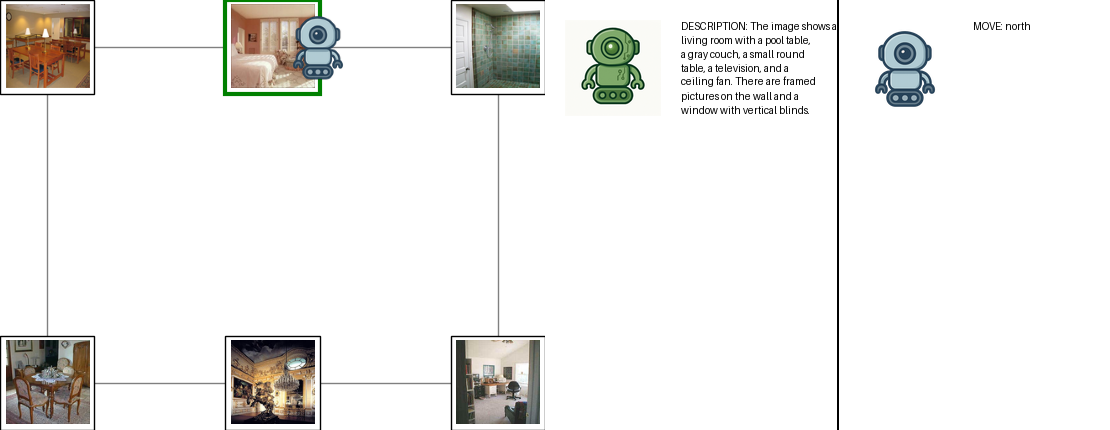 DESCRIPTION: The image shows a
living room with a pool table,
a gray couch, a small round
table, a television, and a
ceiling fan. There are framed
pictures on the wall and a
window with vertical blinds.
MOVE: north